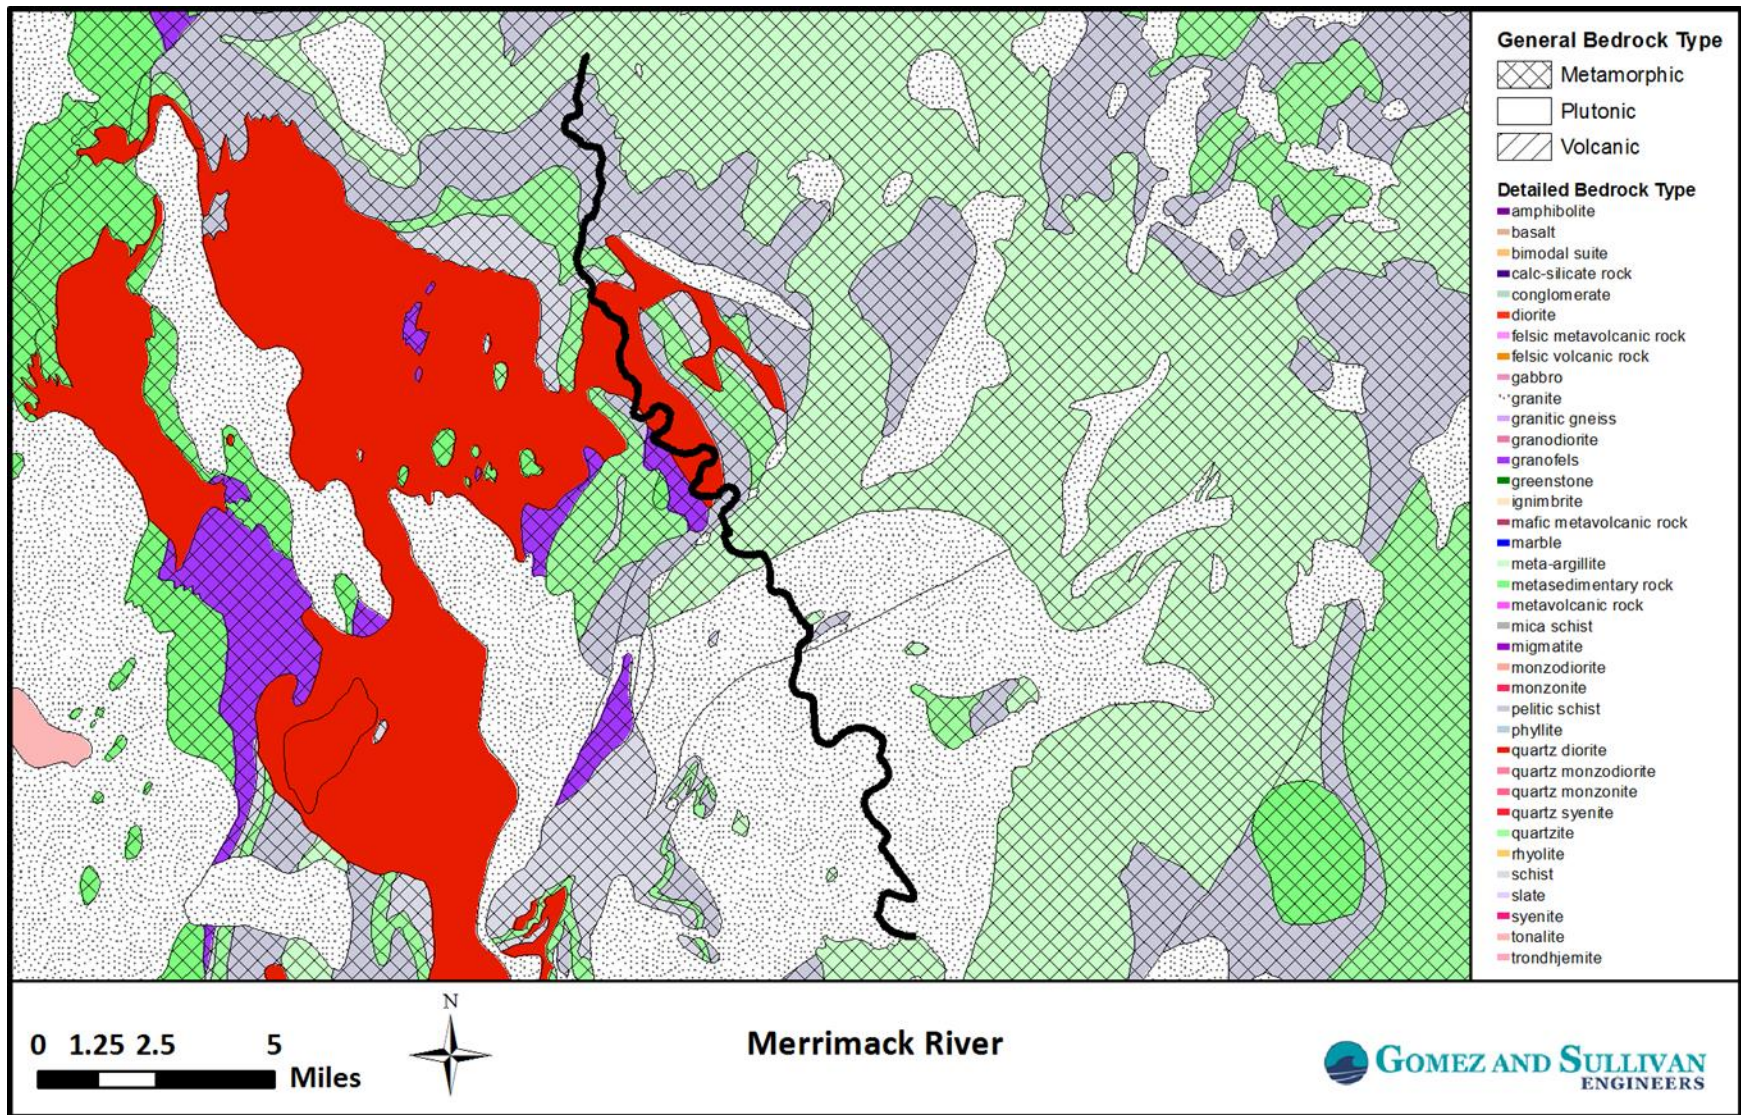 General Bedrock Type
Metamorphic
Plutonic
Volcanic
Detailed Bedrock Type
amphibolite
basalt
bimodal suite
calc-silicate rock
conglomerate
diorite
felsic metavolcanic rock
felsic volcanic rock
gabbro
granite
granitic gneiss
granodiorite
granofels
greenstone
ignimbrite
mafic metavolcanic rock
marble
meta-argillite
metasedimentary rock
metavolcanic rock
mica schist
migmatite
monzodiorite
monzonite
pelitic schist
phyllite
quartz diorite
quartz monzodiorite
quartz monzonite
quartz syenite
quartzite
rhyolite
schist
slate
syenite
tonalite
trondhjemite
0 1.25 2.5 5
Miles
N
Merrimack River
GOMEZ AND SULLIVAN
ENGINEERS